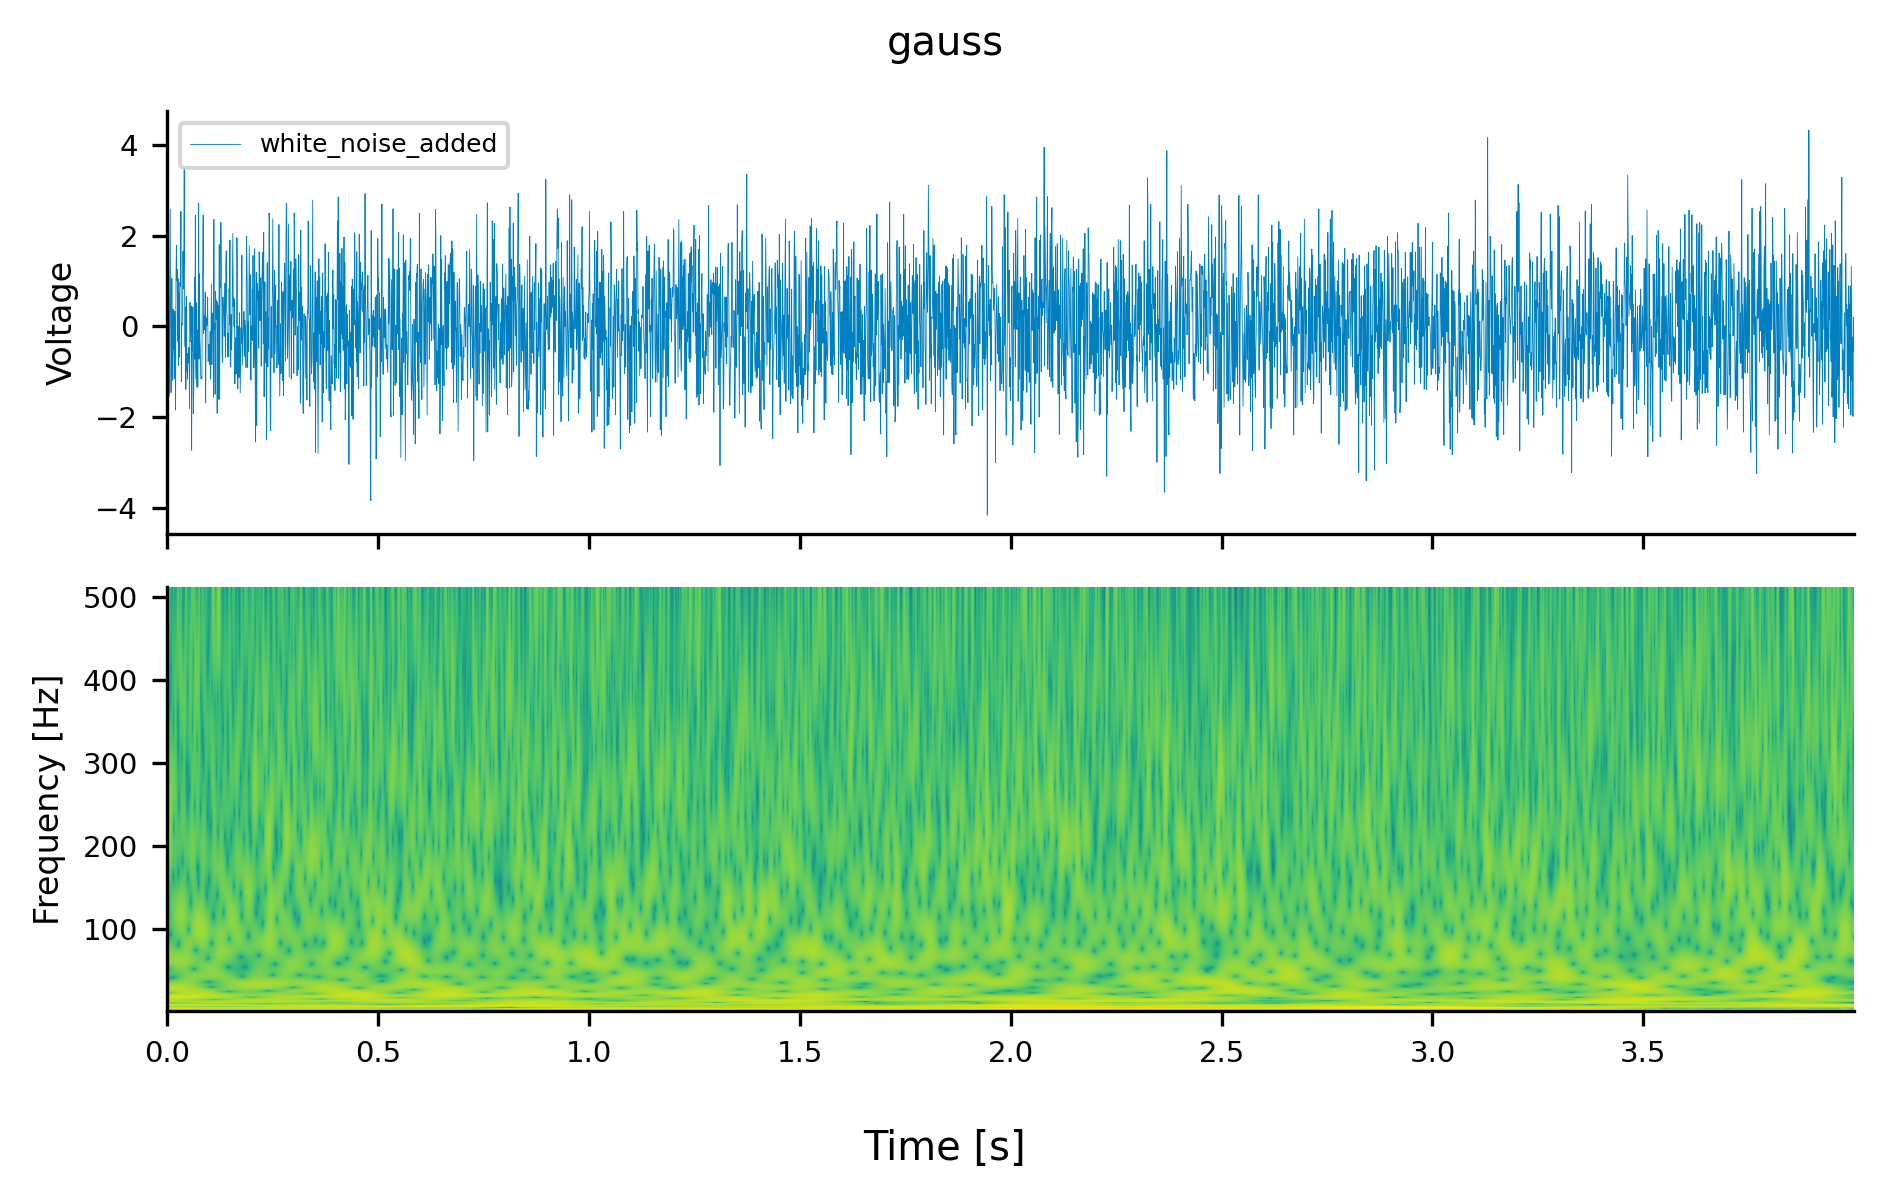 gauss
white_noise_added
Voltage
4
2
0
−2
−4
Frequency [Hz]
500
400
300
200
100
0.0 0.5 1.0 1.5 2.0 2.5 3.0 3.5
Time [s]